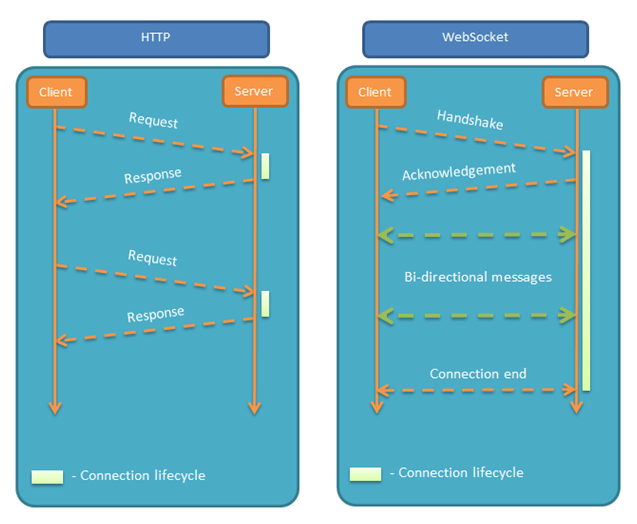 HTTP
Client
Server
Request
Response
Request
Response
- Connection lifecycle
WebSocket
Client
Server
Handshake
Acknowledgement
Bi-directional messages
Connection end
- Connection lifecycle